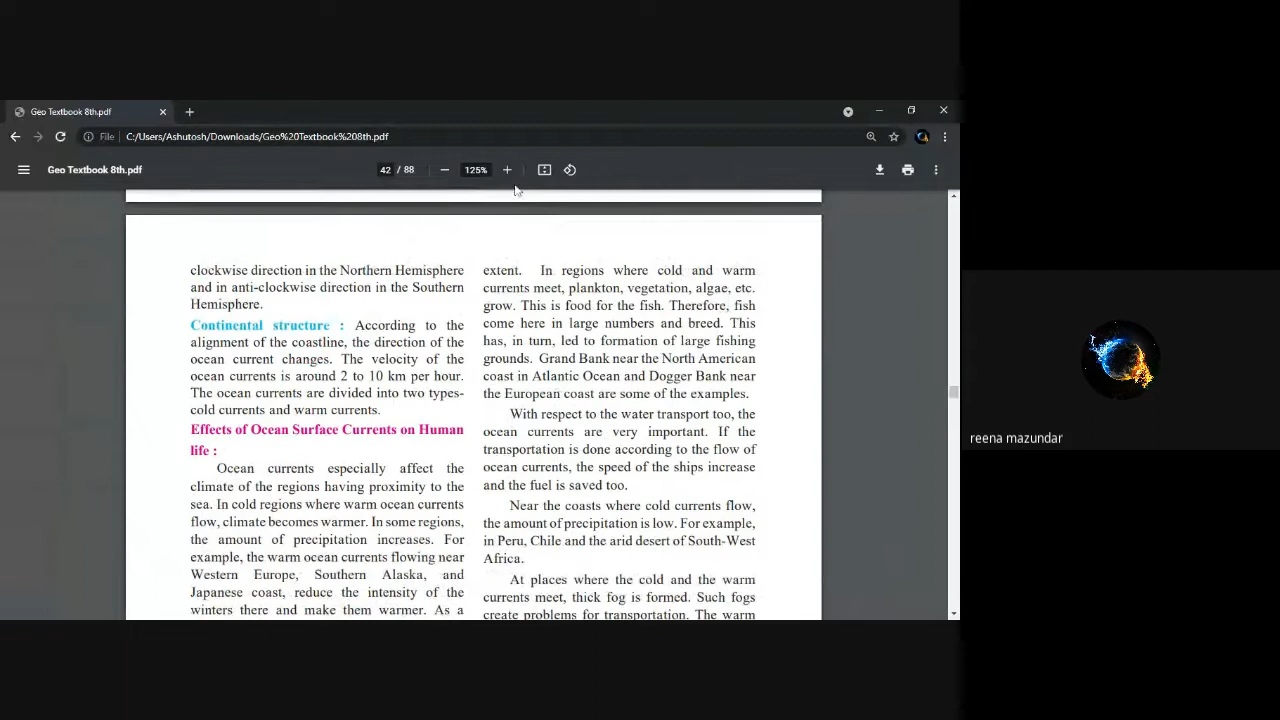 Geo Textbook 8th.pdf
File
C:/Users/Ashutosh/Downloads/Geo%20Textbook%208th.pdf
Geo Textbook 8th.pdf
42 / 88
125%
clockwise direction in the Northern Hemisphere
and in anti-clockwise direction in the Southern
Hemisphere.
Continental structure : According to the
alignment of the coastline, the direction of the
ocean current changes. The velocity of the
ocean currents is around 2 to 10 km per hour.
The ocean currents are divided into two types-
cold currents and warm currents.
Effects of Ocean Surface Currents on Human
life :
Ocean currents especially affect the
climate of the regions having proximity to the
sea. In cold regions where warm ocean currents
flow, climate becomes warmer. In some regions,
the amount of precipitation increases. For
example, the warm ocean currents flowing near
Western Europe, Southern Alaska, and
Japanese coast, reduce the intensity of the
winters there and make them warmer. As a
extent. In regions where cold and warm
currents meet, plankton, vegetation, algae, etc.
grow. This is food for the fish. Therefore, fish
come here in large numbers and breed. This
has, in turn, led to formation of large fishing
grounds. Grand Bank near the North American
coast in Atlantic Ocean and Dogger Bank near
the European coast are some of the examples.
With respect to the water transport too, the
ocean currents are very important. If the
transportation is done according to the flow of
ocean currents, the speed of the ships increase
and the fuel is saved too.
Near the coasts where cold currents flow,
the amount of precipitation is low. For example,
in Peru, Chile and the arid desert of South-West
Africa.
At places where the cold and the warm
currents meet, thick fog is formed. Such fogs
create problems for transportation. The warm
reena mazundar